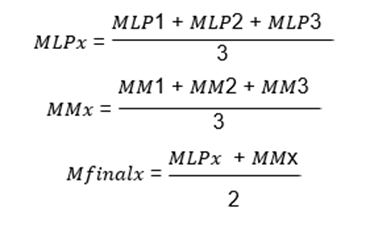 MLPx = MLP1 + MLP2 + MLP3 / 3
MMx = MM1 + MM2 + MM3 / 3
Mfinalx = MLPx + MMx / 2